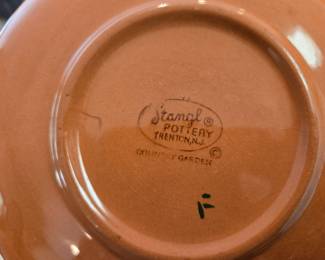 Stangl ®
POTTERY
TRENTON, N.J.
©
COUNTRY GARDEN
F